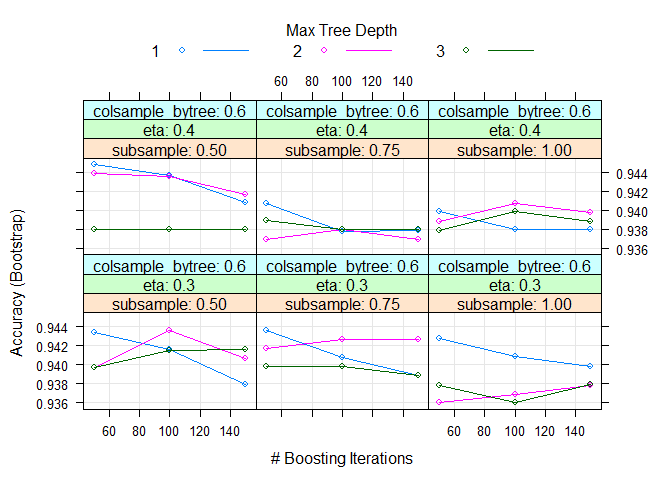 Max Tree Depth
1 2 3
60 80 100 120 140
colsample_bytree: 0.6 colsample_bytree: 0.6 colsample_bytree: 0.6
eta: 0.4 eta: 0.4 eta: 0.4
subsample: 0.50 subsample: 0.75 subsample: 1.00
0.944
0.942
0.940
0.938
0.936
colsample_bytree: 0.6 colsample_bytree: 0.6 colsample_bytree: 0.6
eta: 0.3 eta: 0.3 eta: 0.3
subsample: 0.50 subsample: 0.75 subsample: 1.00
0.944
0.942
0.940
0.938
0.936
60 80 100 120 140 60 80 100 120 140
# Boosting Iterations
Accuracy (Bootstrap)